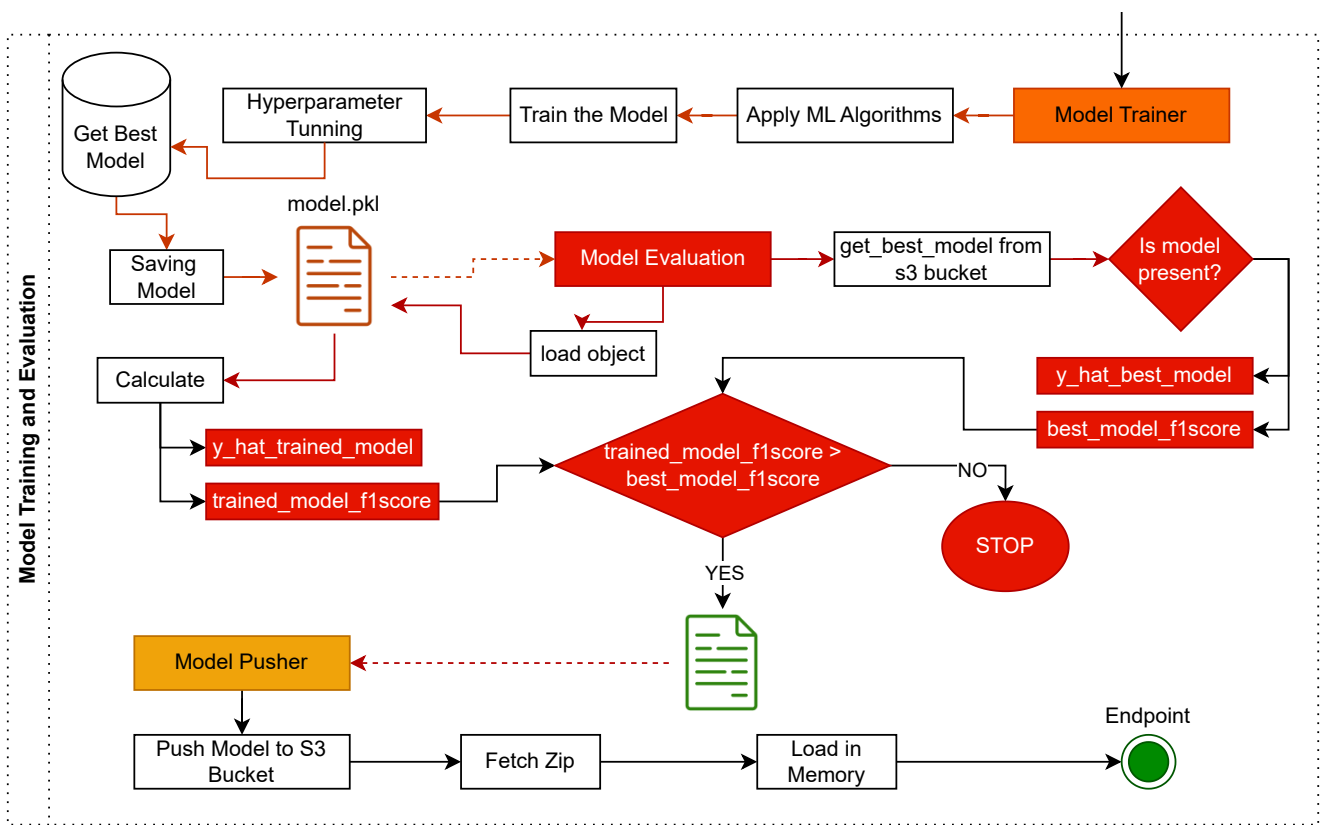 Model Training and Evaluation
Get Best
Model
Hyperparameter
Tunning
Train the Model
Apply ML Algorithms
Model Trainer
model.pkl
Saving
Model
Model Evaluation
get_best_model from
s3 bucket
Is model
present?
load object
Calculate
y_hat_best_model
best_model_f1score
y_hat_trained_model
trained_model_f1score
trained_model_f1score >
best_model_f1score
NO
STOP
YES
Model Pusher
Push Model to S3
Bucket
Fetch Zip
Load in
Memory
Endpoint